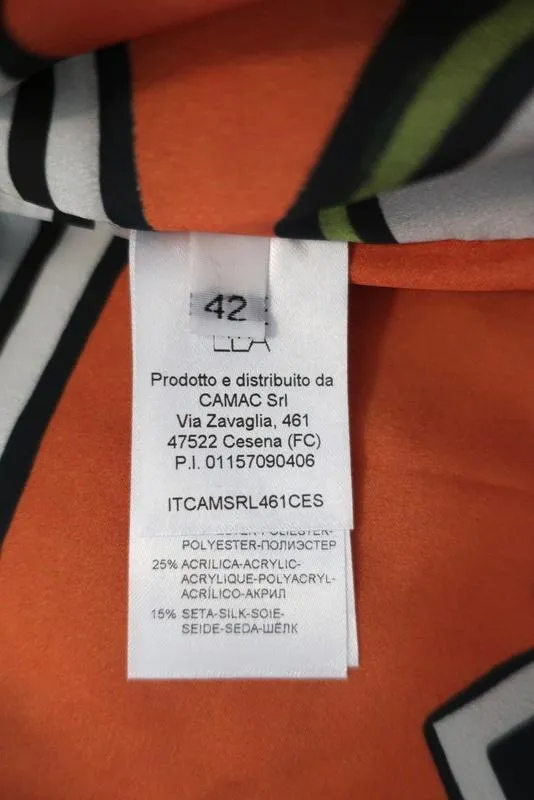 42
Prodotto e distribuito da
CAMAC Srl
Via Zavaglia, 461
47522 Cesena (FC)
P.I. 01157090406
ITCAMSRL461CES
POLYESTER-ПОЛИЭСТЕР
25% ACRILICA-ACRYLIC-
ACRYLIQUE-POLYACRYL-
ACRÍLICO-АКРИЛ
15% SETA-SILK-SOIE-
SEIDE-SEDA-ШЁЛК